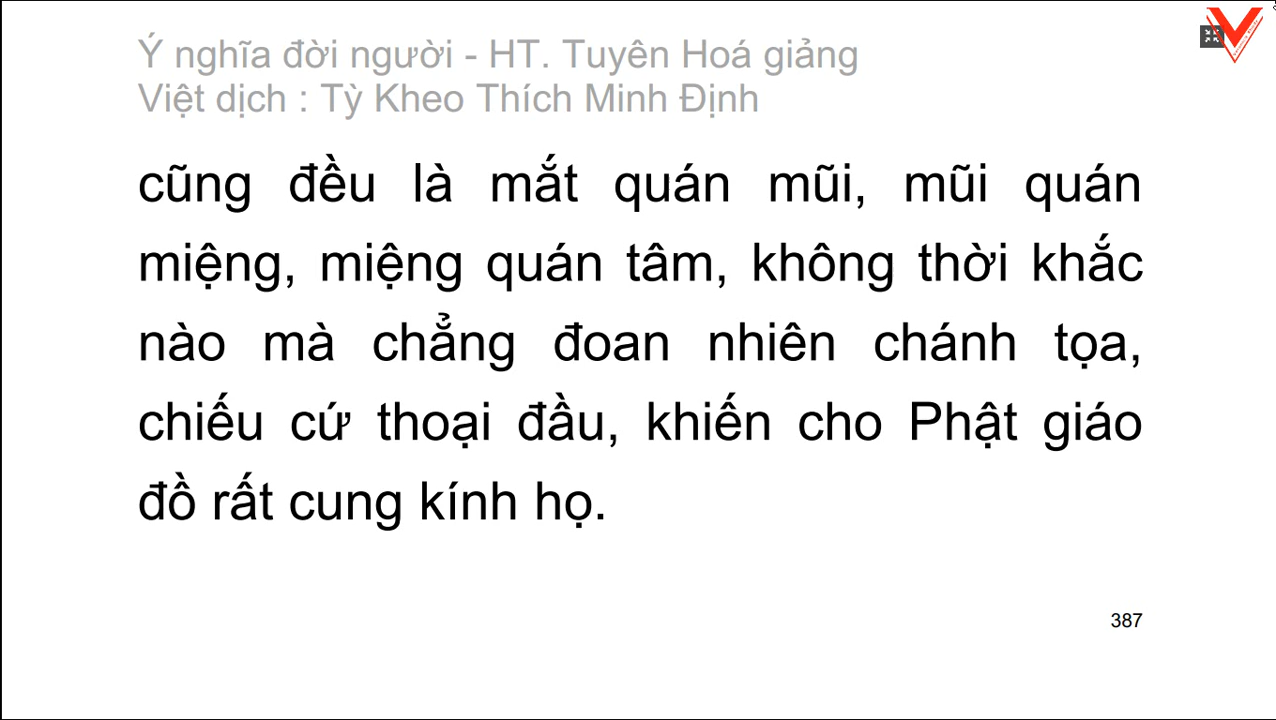 Ý nghĩa đời người - HT. Tuyên Hoá giảng
Việt dịch : Tỳ Kheo Thích Minh Định
cũng đều là mắt quán mũi, mũi quán
miệng, miệng quán tâm, không thời khắc
nào mà chẳng đoan nhiên chánh tọa,
chiếu cứ thoại đầu, khiến cho Phật giáo
đồ rất cung kính họ.
387